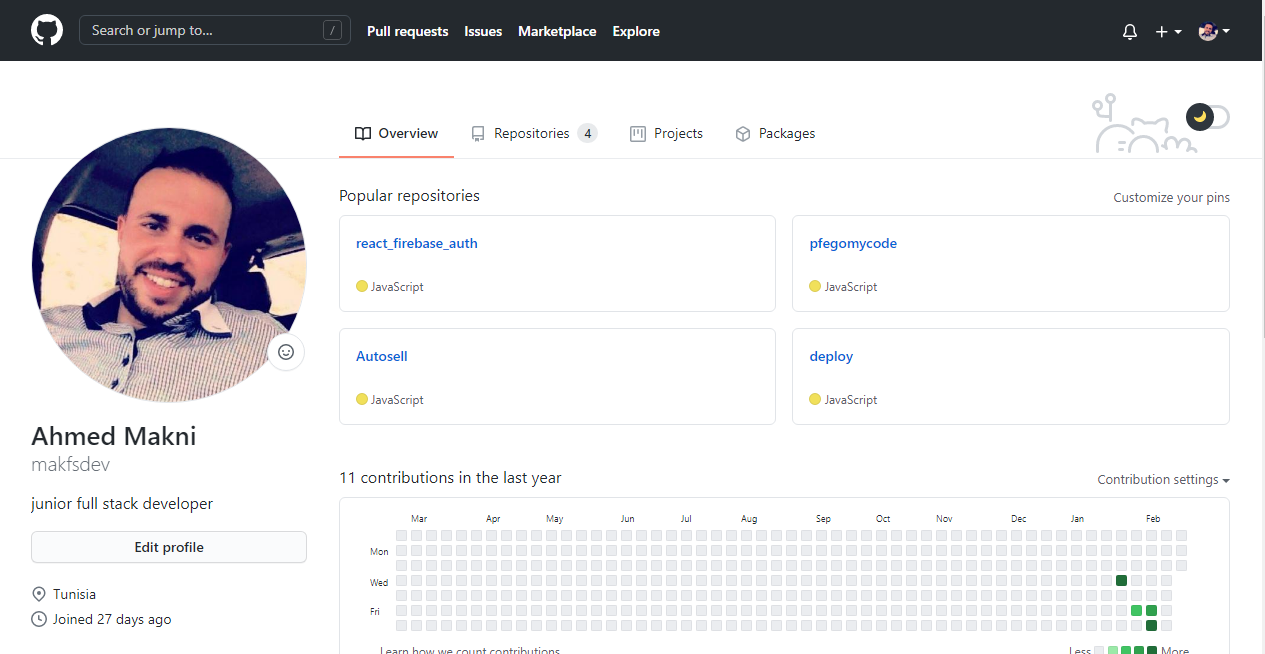 Search or jump to... /
Pull requests
Issues
Marketplace
Explore
Overview
Repositories 4
Projects
Packages
Ahmed Makni
makfsdev
junior full stack developer
Edit profile
Tunisia
Joined 27 days ago
Popular repositories
Customize your pins
react_firebase_auth
JavaScript
pfegomycode
JavaScript
Autosell
JavaScript
deploy
JavaScript
11 contributions in the last year
Contribution settings
Mar Apr May Jun Jul Aug Sep Oct Nov Dec Jan Feb
Mon
Wed
Fri
Learn how we count contributions
Less More